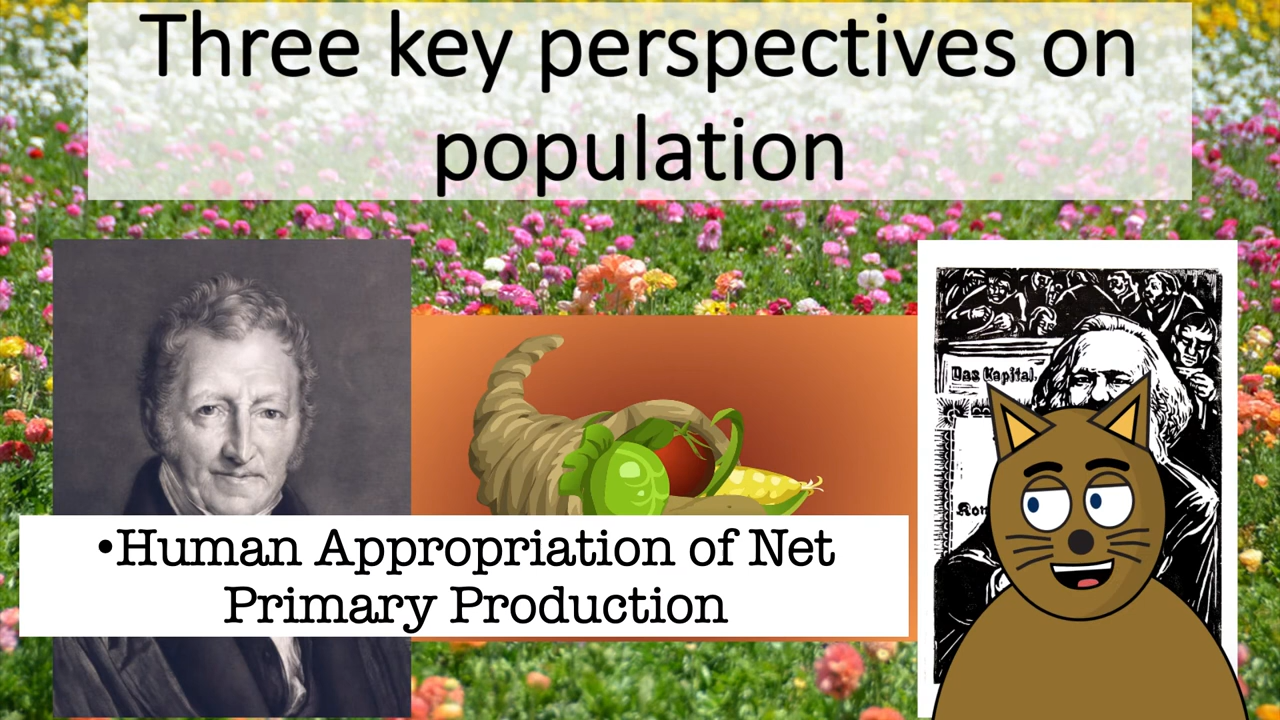 Three key perspectives on
population
Das Kapital.
•Human Appropriation of Net
Primary Production